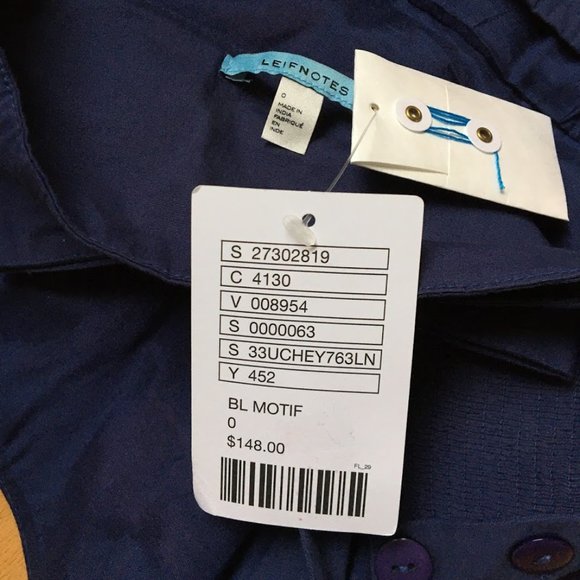 LEIFNOTES
0
MADE IN
INDIA
FABRIQUÉ
EN
INDE
S 27302819
C 4130
V 008954
S 0000063
S 33UCHEY763LN
Y 452
BL MOTIF
0
$148.00
FL_29